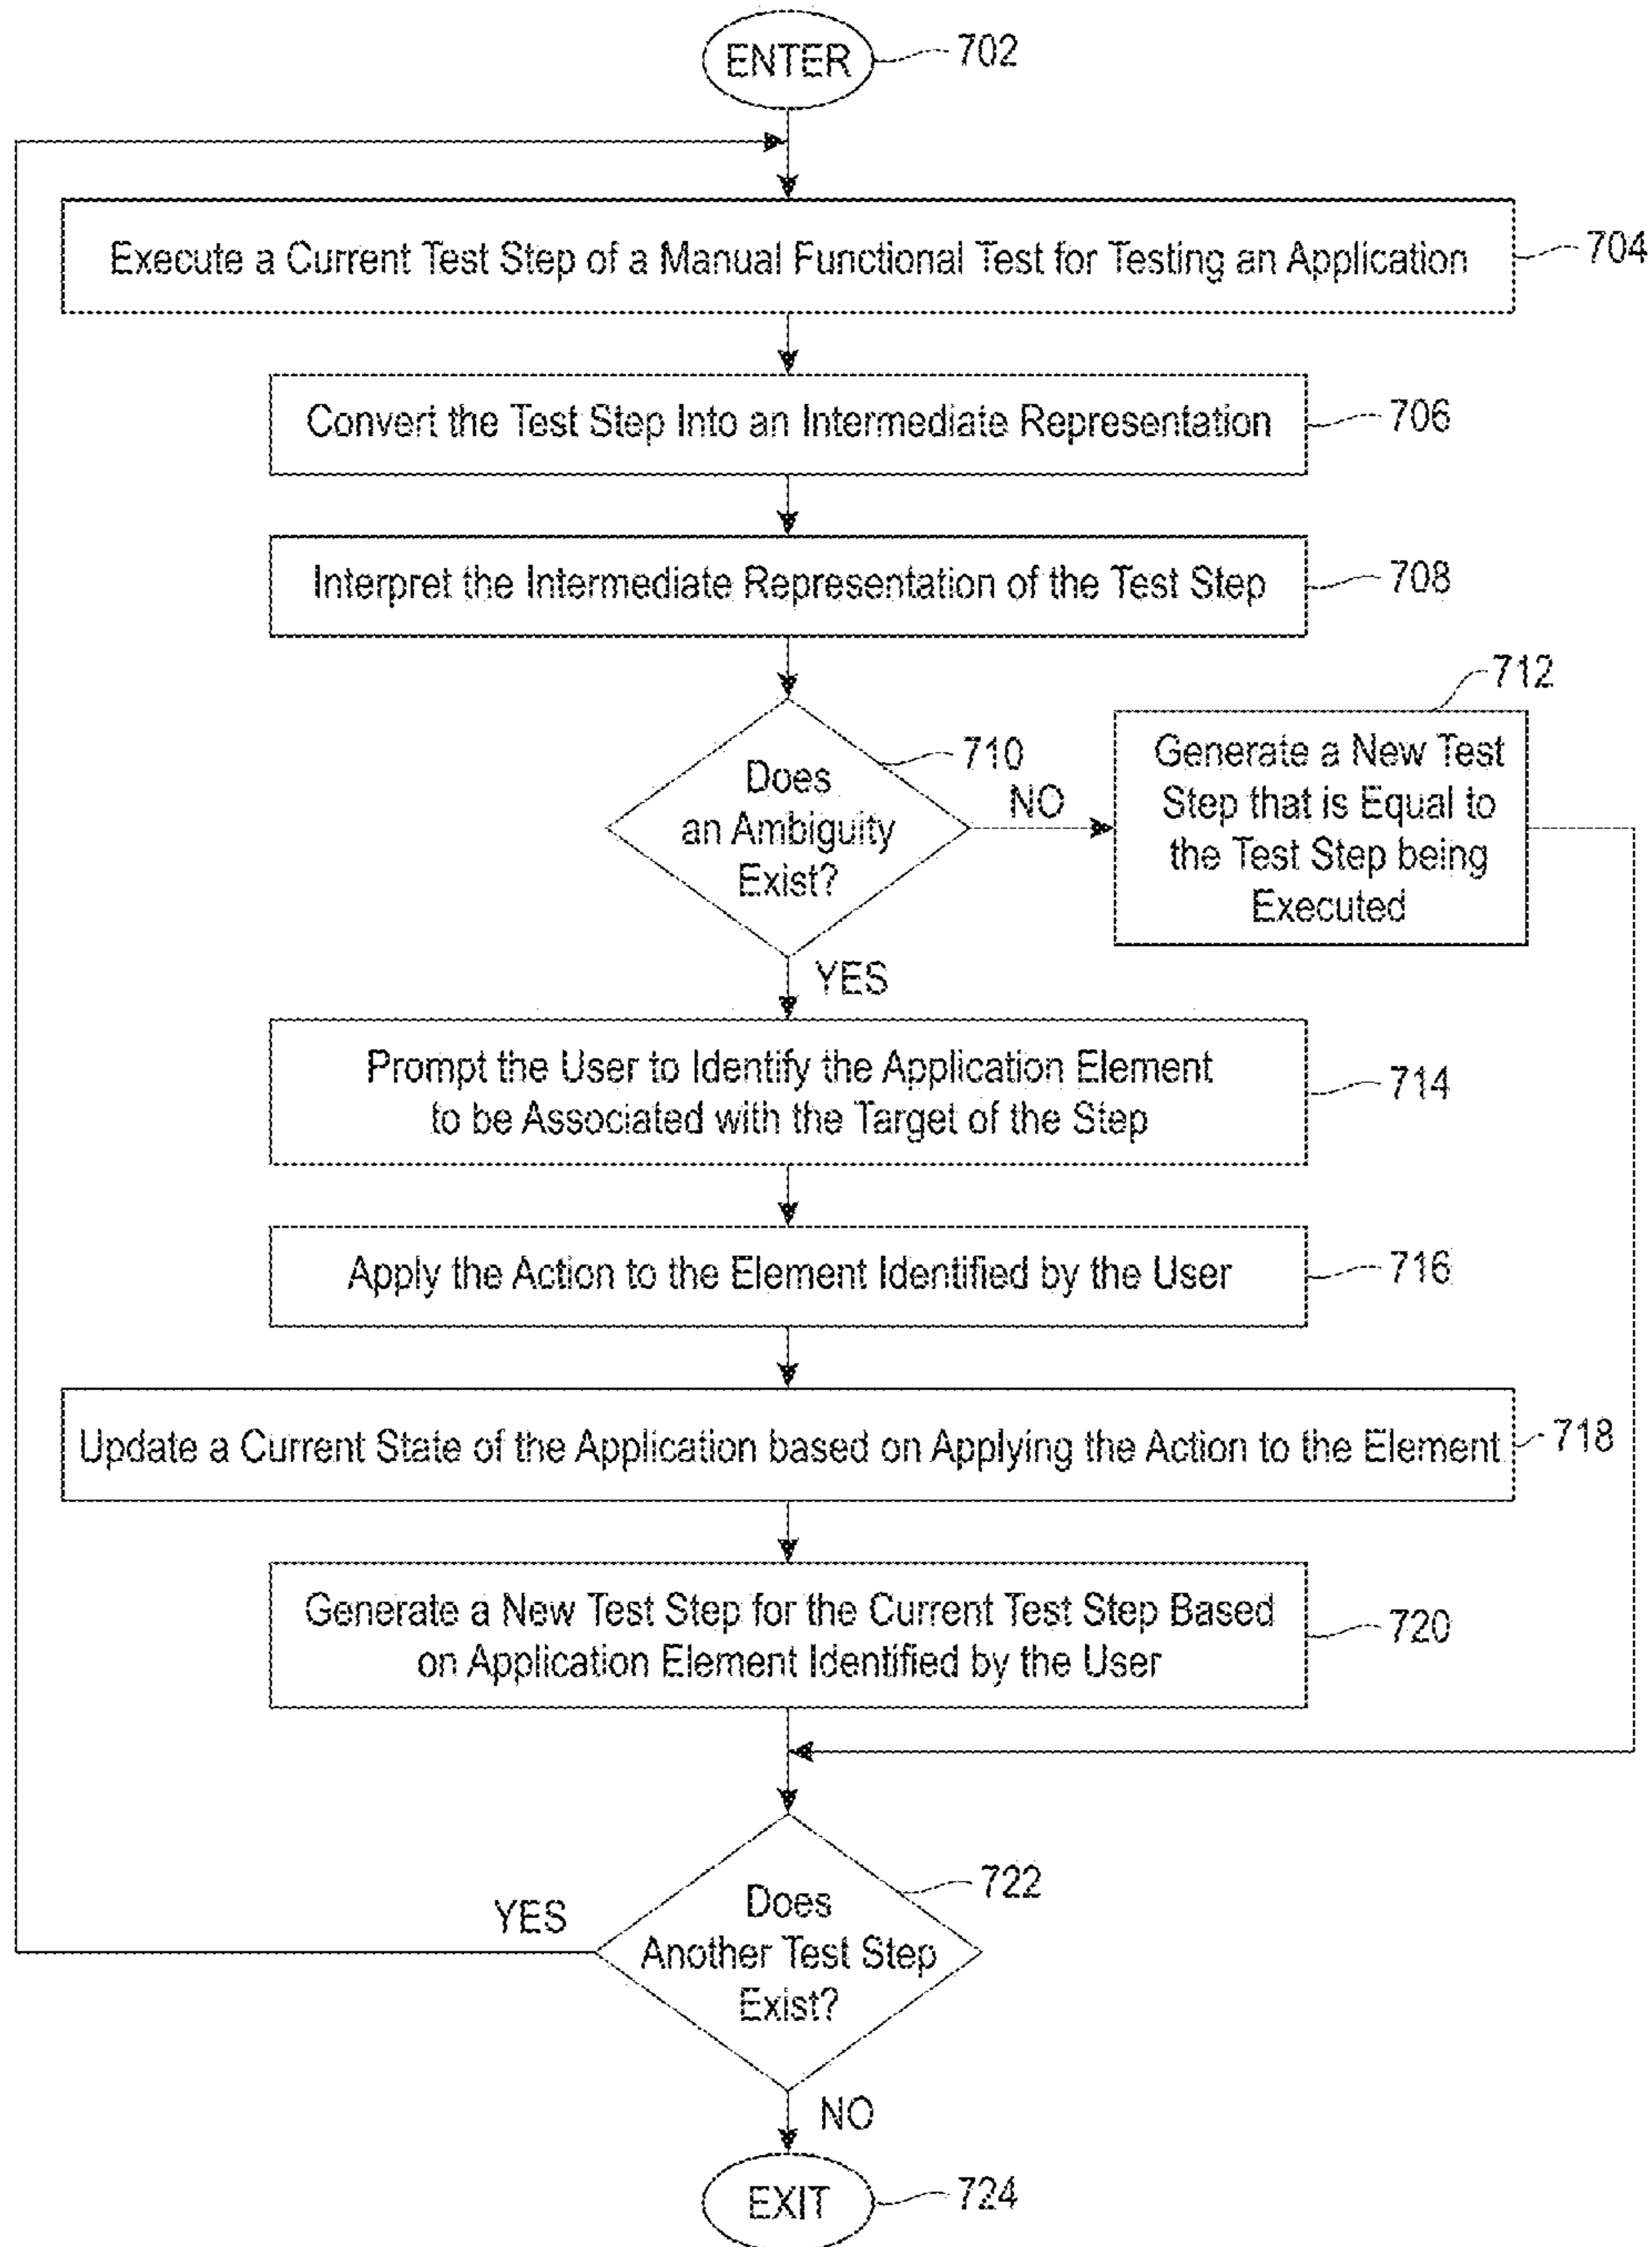 ENTER
702
Execute a Current Test Step of a Manual Functional Test for Testing an Application
704
Convert the Test Step Into an Intermediate Representation
706
Interpret the Intermediate Representation of the Test Step
708
710
Does
an Ambiguity
Exist?
NO
712
Generate a New Test
Step that is Equal to
the Test Step being
Executed
YES
Prompt the User to Identify the Application Element
to be Associated with the Target of the Step
714
Apply the Action to the Element Identified by the User
716
Update a Current State of the Application based on Applying the Action to the Element
718
Generate a New Test Step for the Current Test Step Based
on Application Element Identified by the User
720
722
Does
Another Test Step
Exist?
YES
NO
EXIT
724